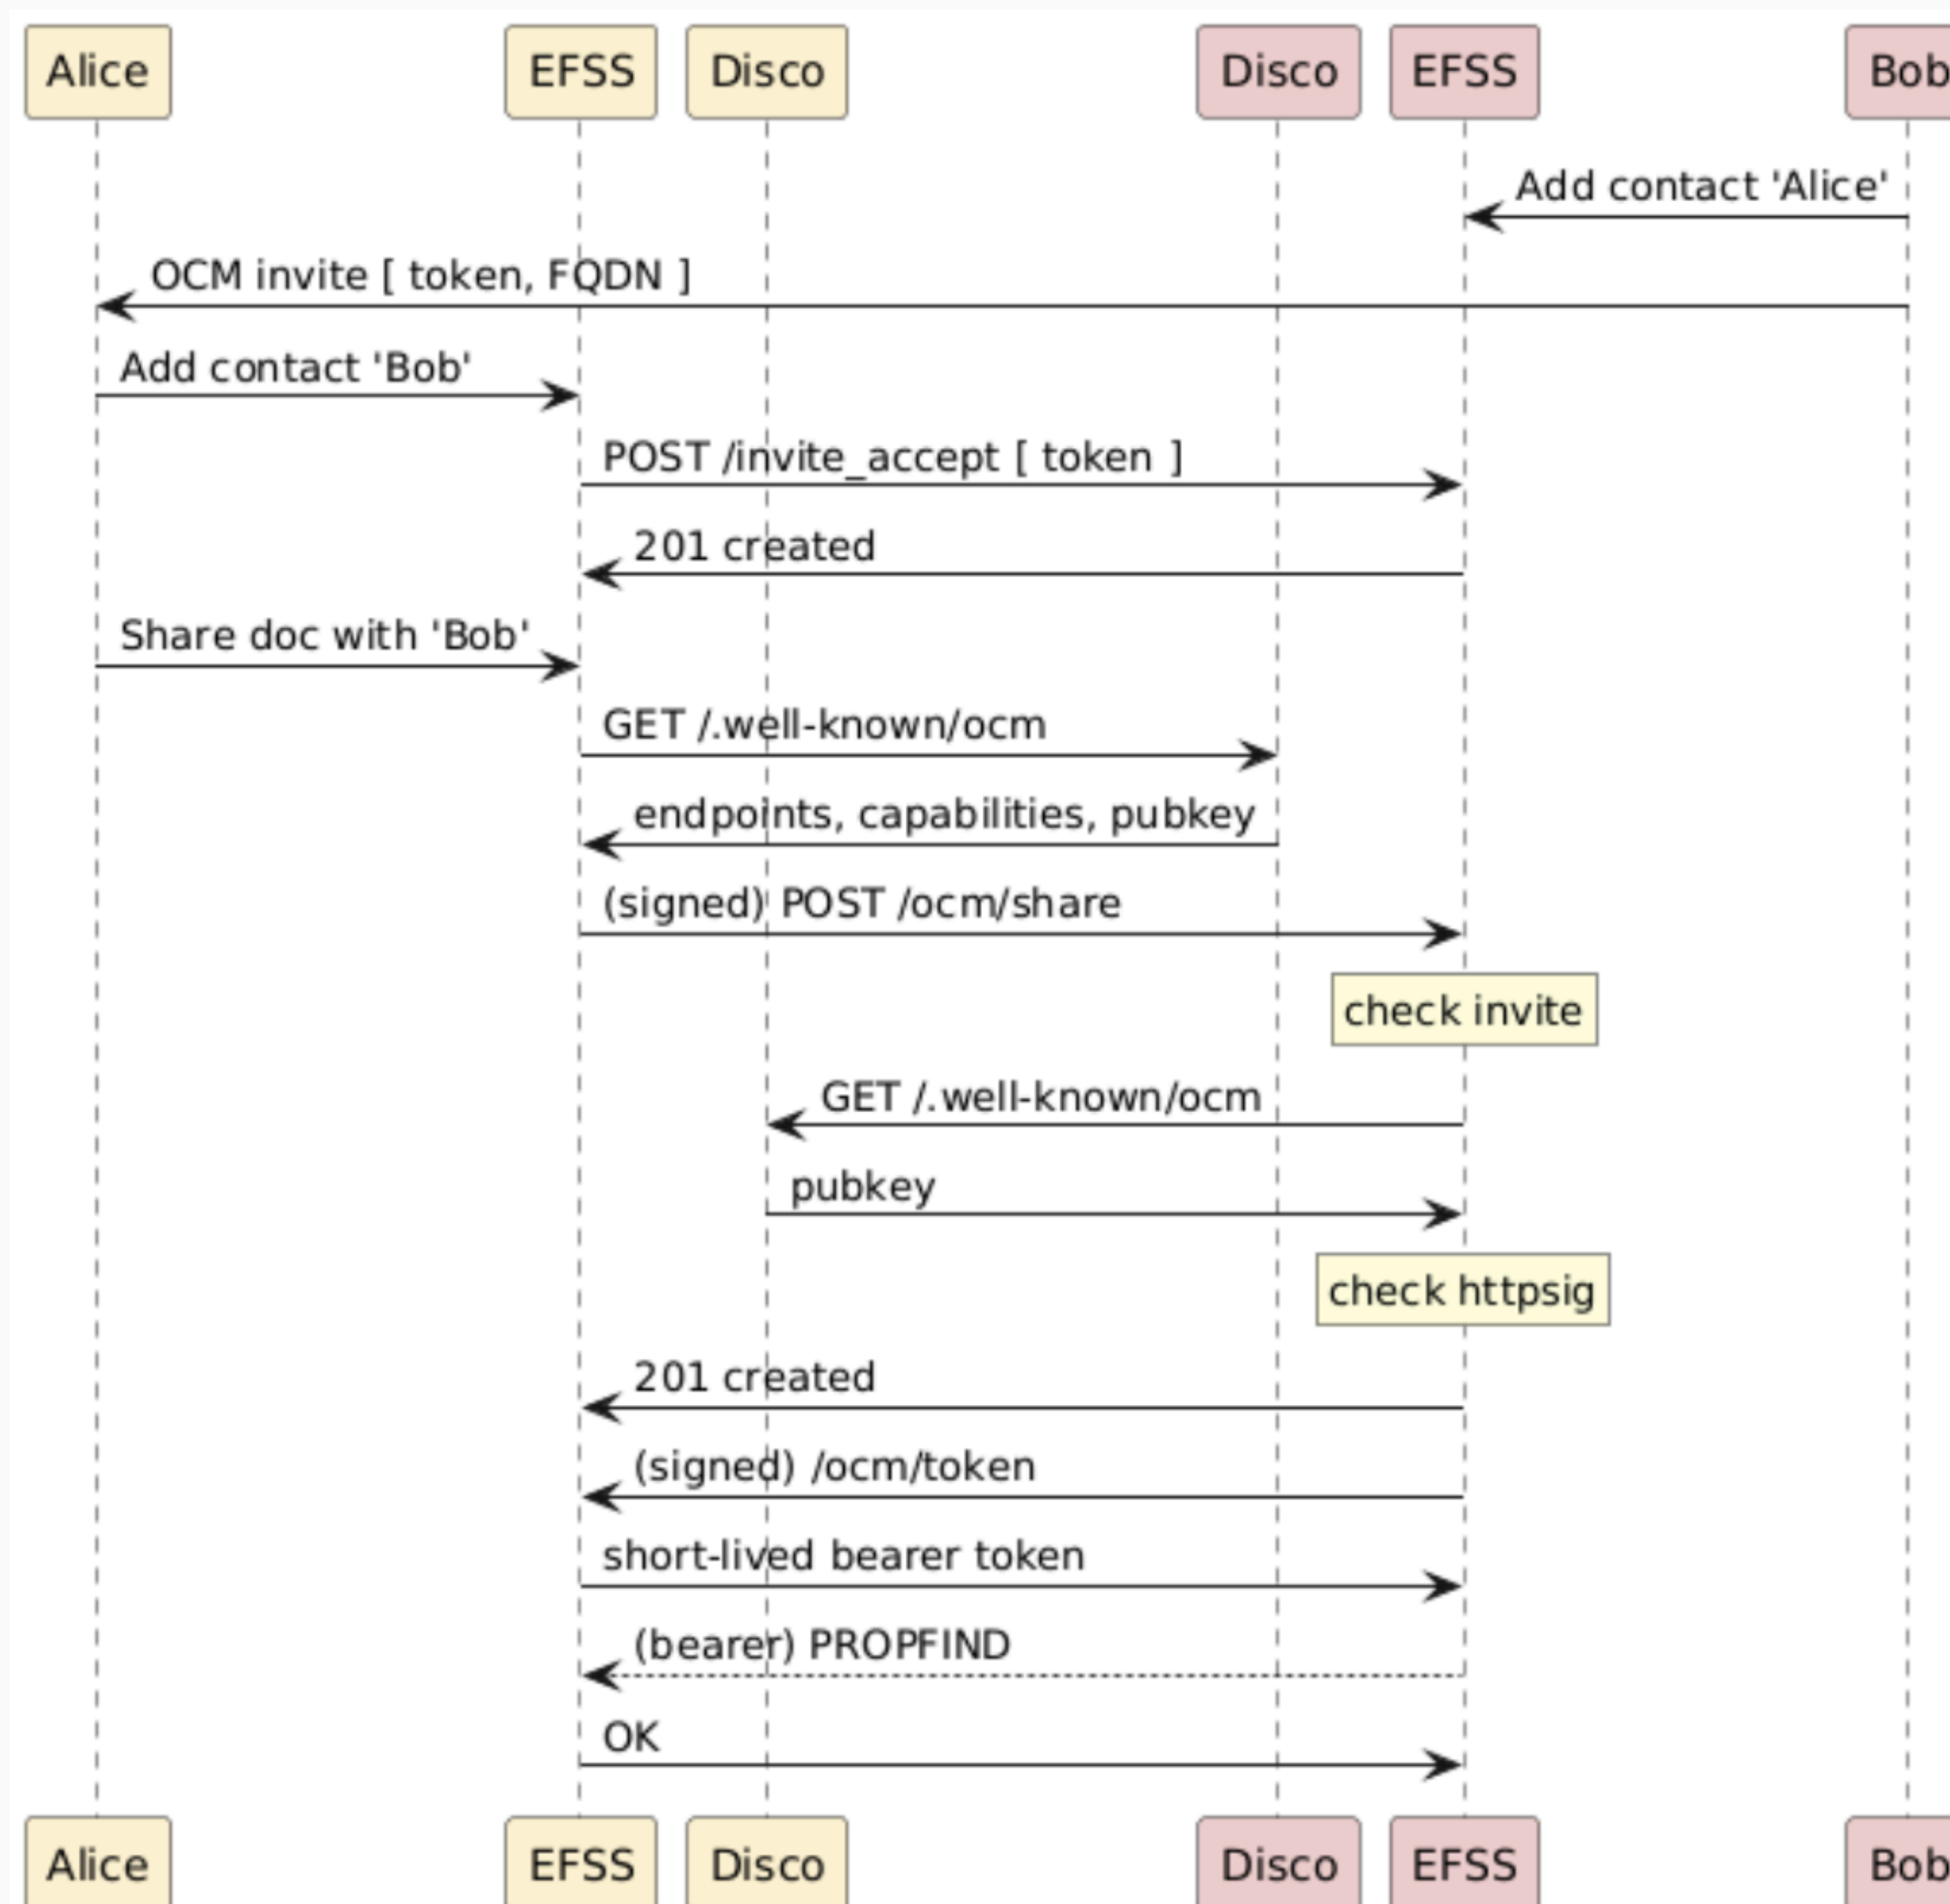 Alice
EFSS
Disco
Disco
EFSS
Bob
Add contact 'Alice'
OCM invite [ token, FQDN ]
Add contact 'Bob'
POST /invite_accept [ token ]
201 created
Share doc with 'Bob'
GET /.well-known/ocm
endpoints, capabilities, pubkey
(signed) POST /ocm/share
check invite
GET /.well-known/ocm
pubkey
check httpsig
201 created
(signed) /ocm/token
short-lived bearer token
(bearer) PROPFIND
OK
Alice
EFSS
Disco
Disco
EFSS
Bob